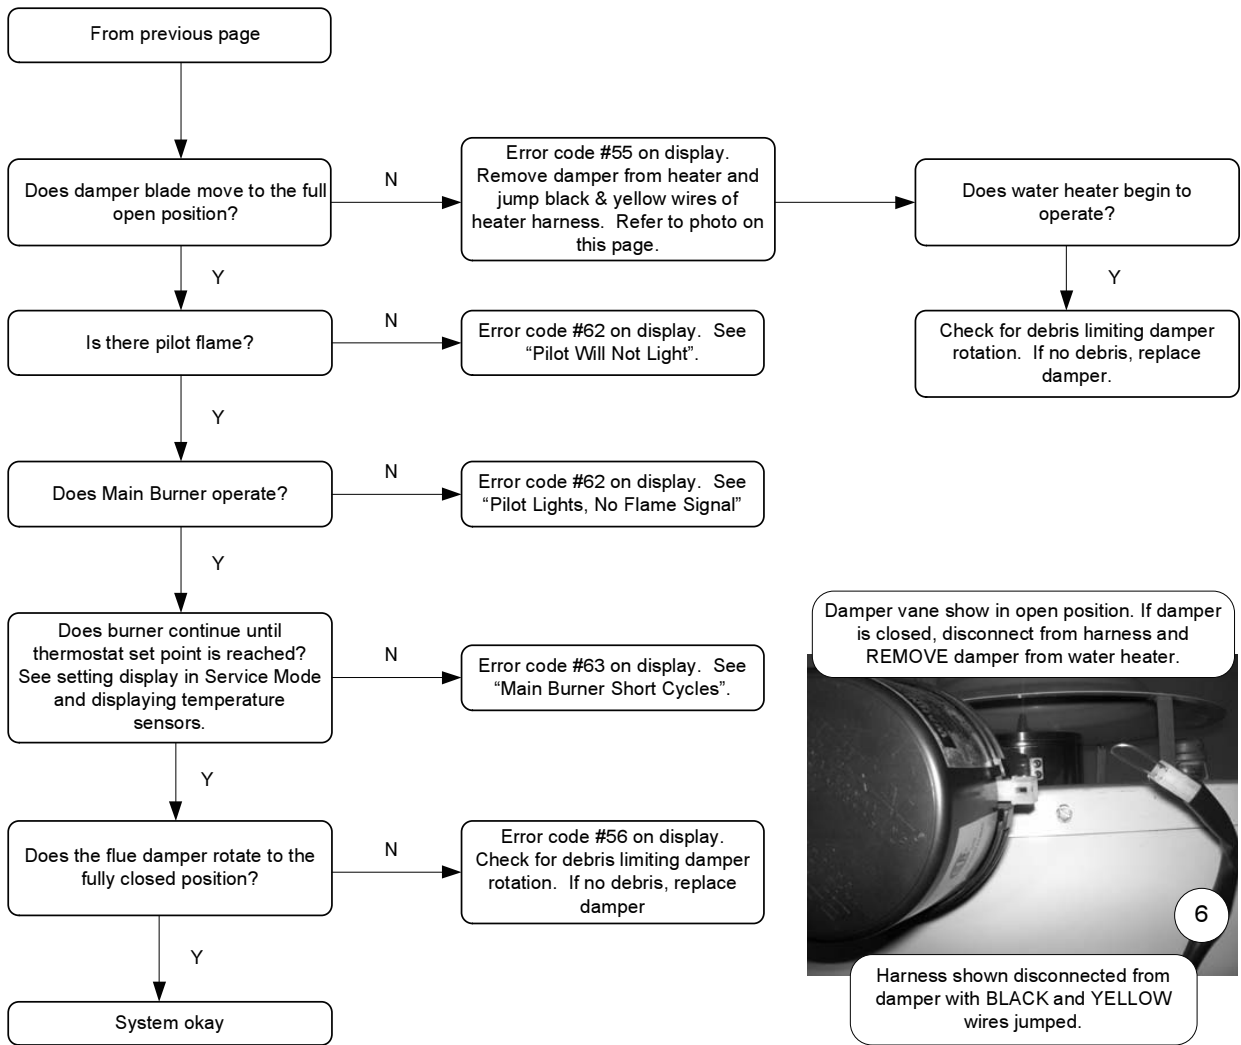 From previous page
Does damper blade move to the full
open position?
N
Error code #55 on display.
Remove damper from heater and
jump black & yellow wires of
heater harness.  Refer to photo on
this page.
Does water heater begin to
operate?
Y
Y
Is there pilot flame?
N
Error code #62 on display.  See
“Pilot Will Not Light”.
Check for debris limiting damper
rotation.  If no debris, replace
damper.
Y
Does Main Burner operate?
N
Error code #62 on display.  See
“Pilot Lights, No Flame Signal”
Y
Does burner continue until
thermostat set point is reached?
See setting display in Service Mode
and displaying temperature
sensors.
N
Error code #63 on display.  See
“Main Burner Short Cycles”.
Y
Does the flue damper rotate to the
fully closed position?
N
Error code #56 on display.
Check for debris limiting damper
rotation.  If no debris, replace
damper
Y
System okay
Damper vane show in open position. If damper
is closed, disconnect from harness and
REMOVE damper from water heater.
6
Harness shown disconnected from
damper with BLACK and YELLOW
wires jumped.